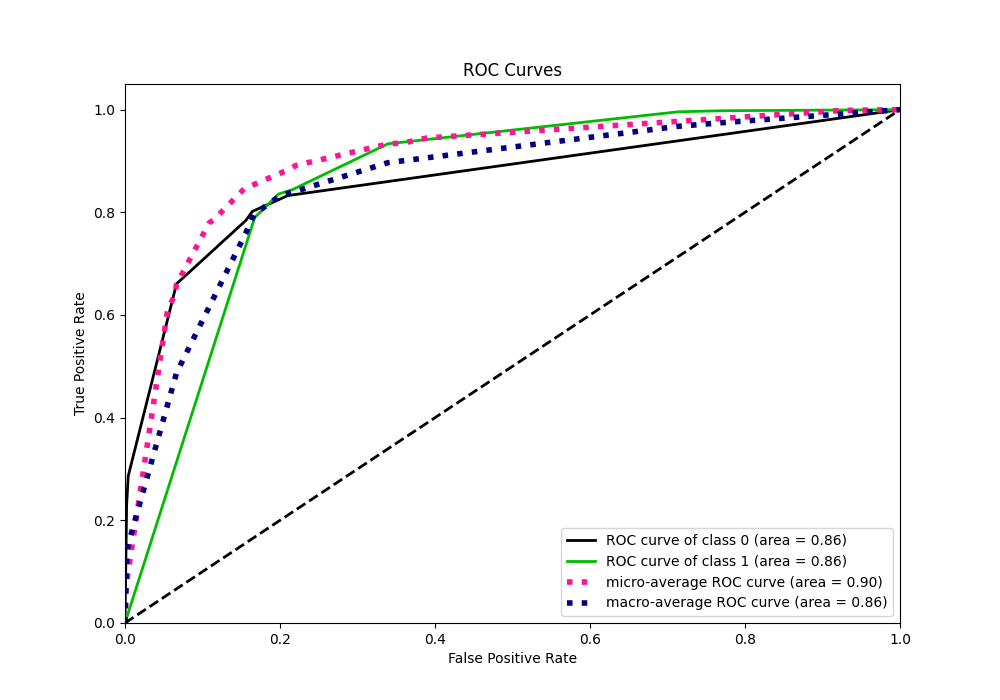 ROC Curves
True Positive Rate
1.0
0.8
0.6
0.4
0.2
0.0
0.0 0.2 0.4 0.6 0.8 1.0
False Positive Rate
ROC curve of class 0 (area = 0.86)
ROC curve of class 1 (area = 0.86)
micro-average ROC curve (area = 0.90)
macro-average ROC curve (area = 0.86)